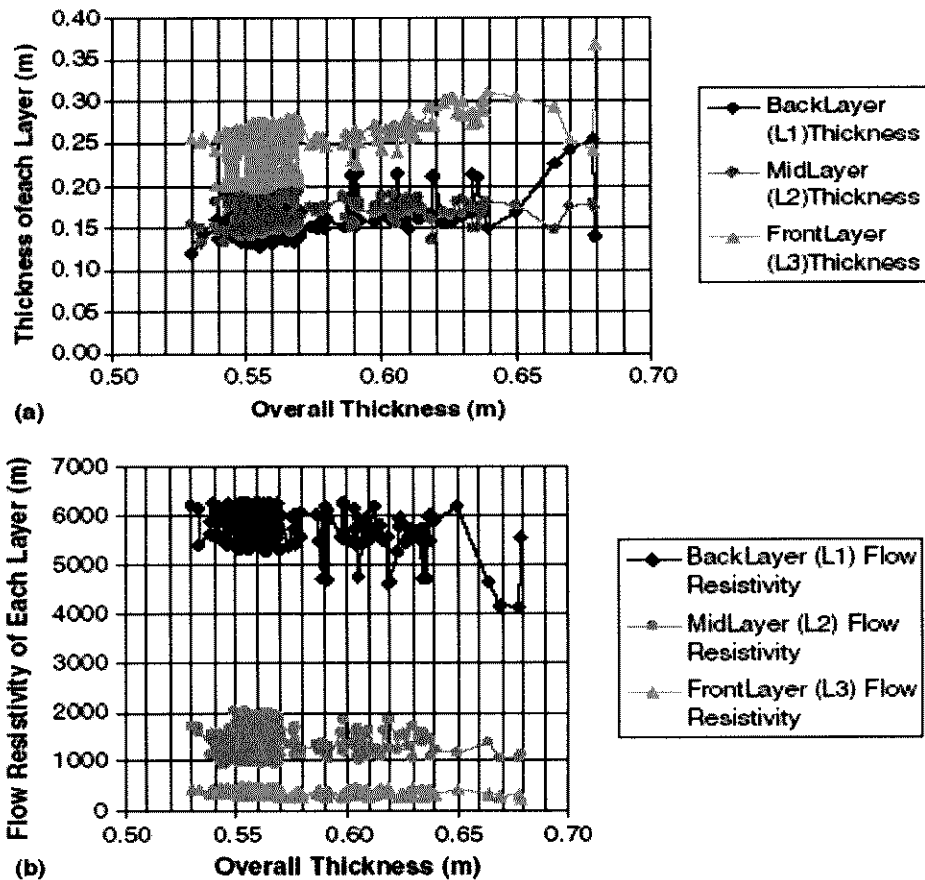 Thickness ofeach Layer (m)
0.40
0.35
0.30
0.25
0.20
0.15
0.10
0.05
0.00
0.50
0.55
0.60
0.65
0.70
(a)
Overall Thickness (m)
BackLayer
(L1)Thickness
MidLayer
(L2)Thickness
FrontLayer
(L3)Thickness
Flow Resistivity of Each Layer (m)
7000
6000
5000
4000
3000
2000
1000
0
0.50
0.55
0.60
0.65
0.70
(b)
Overall Thickness (m)
BackLayer (L1) Flow
Resistivity
MidLayer (L2) Flow
Resistivity
FrontLayer (L3) Flow
Resistivity